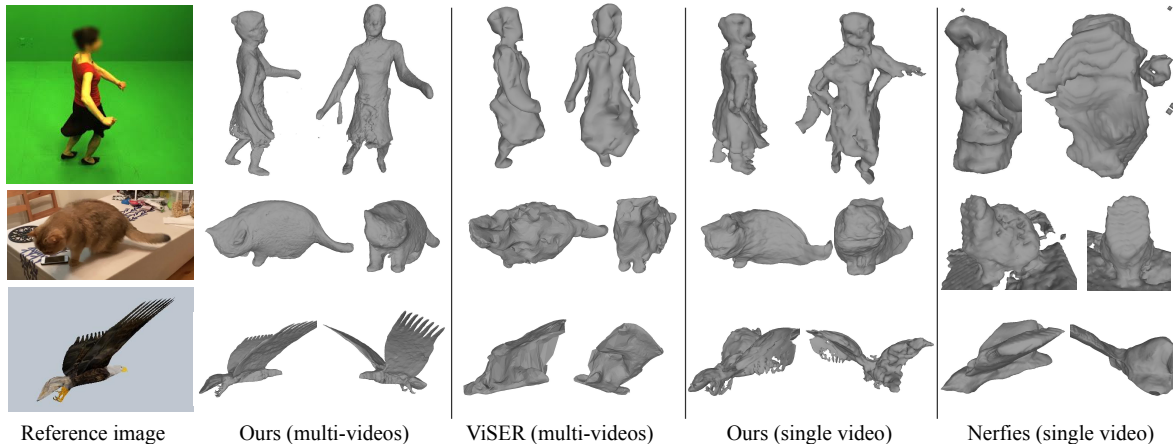 Reference image
Ours (multi-videos)
ViSER (multi-videos)
Ours (single video)
Nerfies (single video)